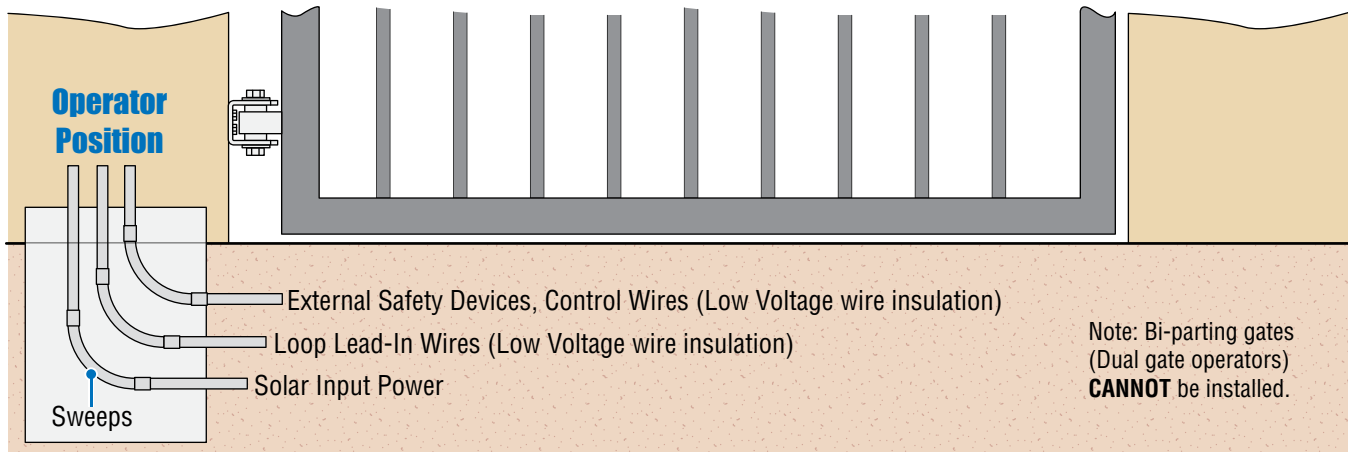 Operator
Position
External Safety Devices, Control Wires (Low Voltage wire insulation)
Loop Lead-In Wires (Low Voltage wire insulation)
Solar Input Power
Sweeps
Note: Bi-parting gates
(Dual gate operators)
CANNOT be installed.